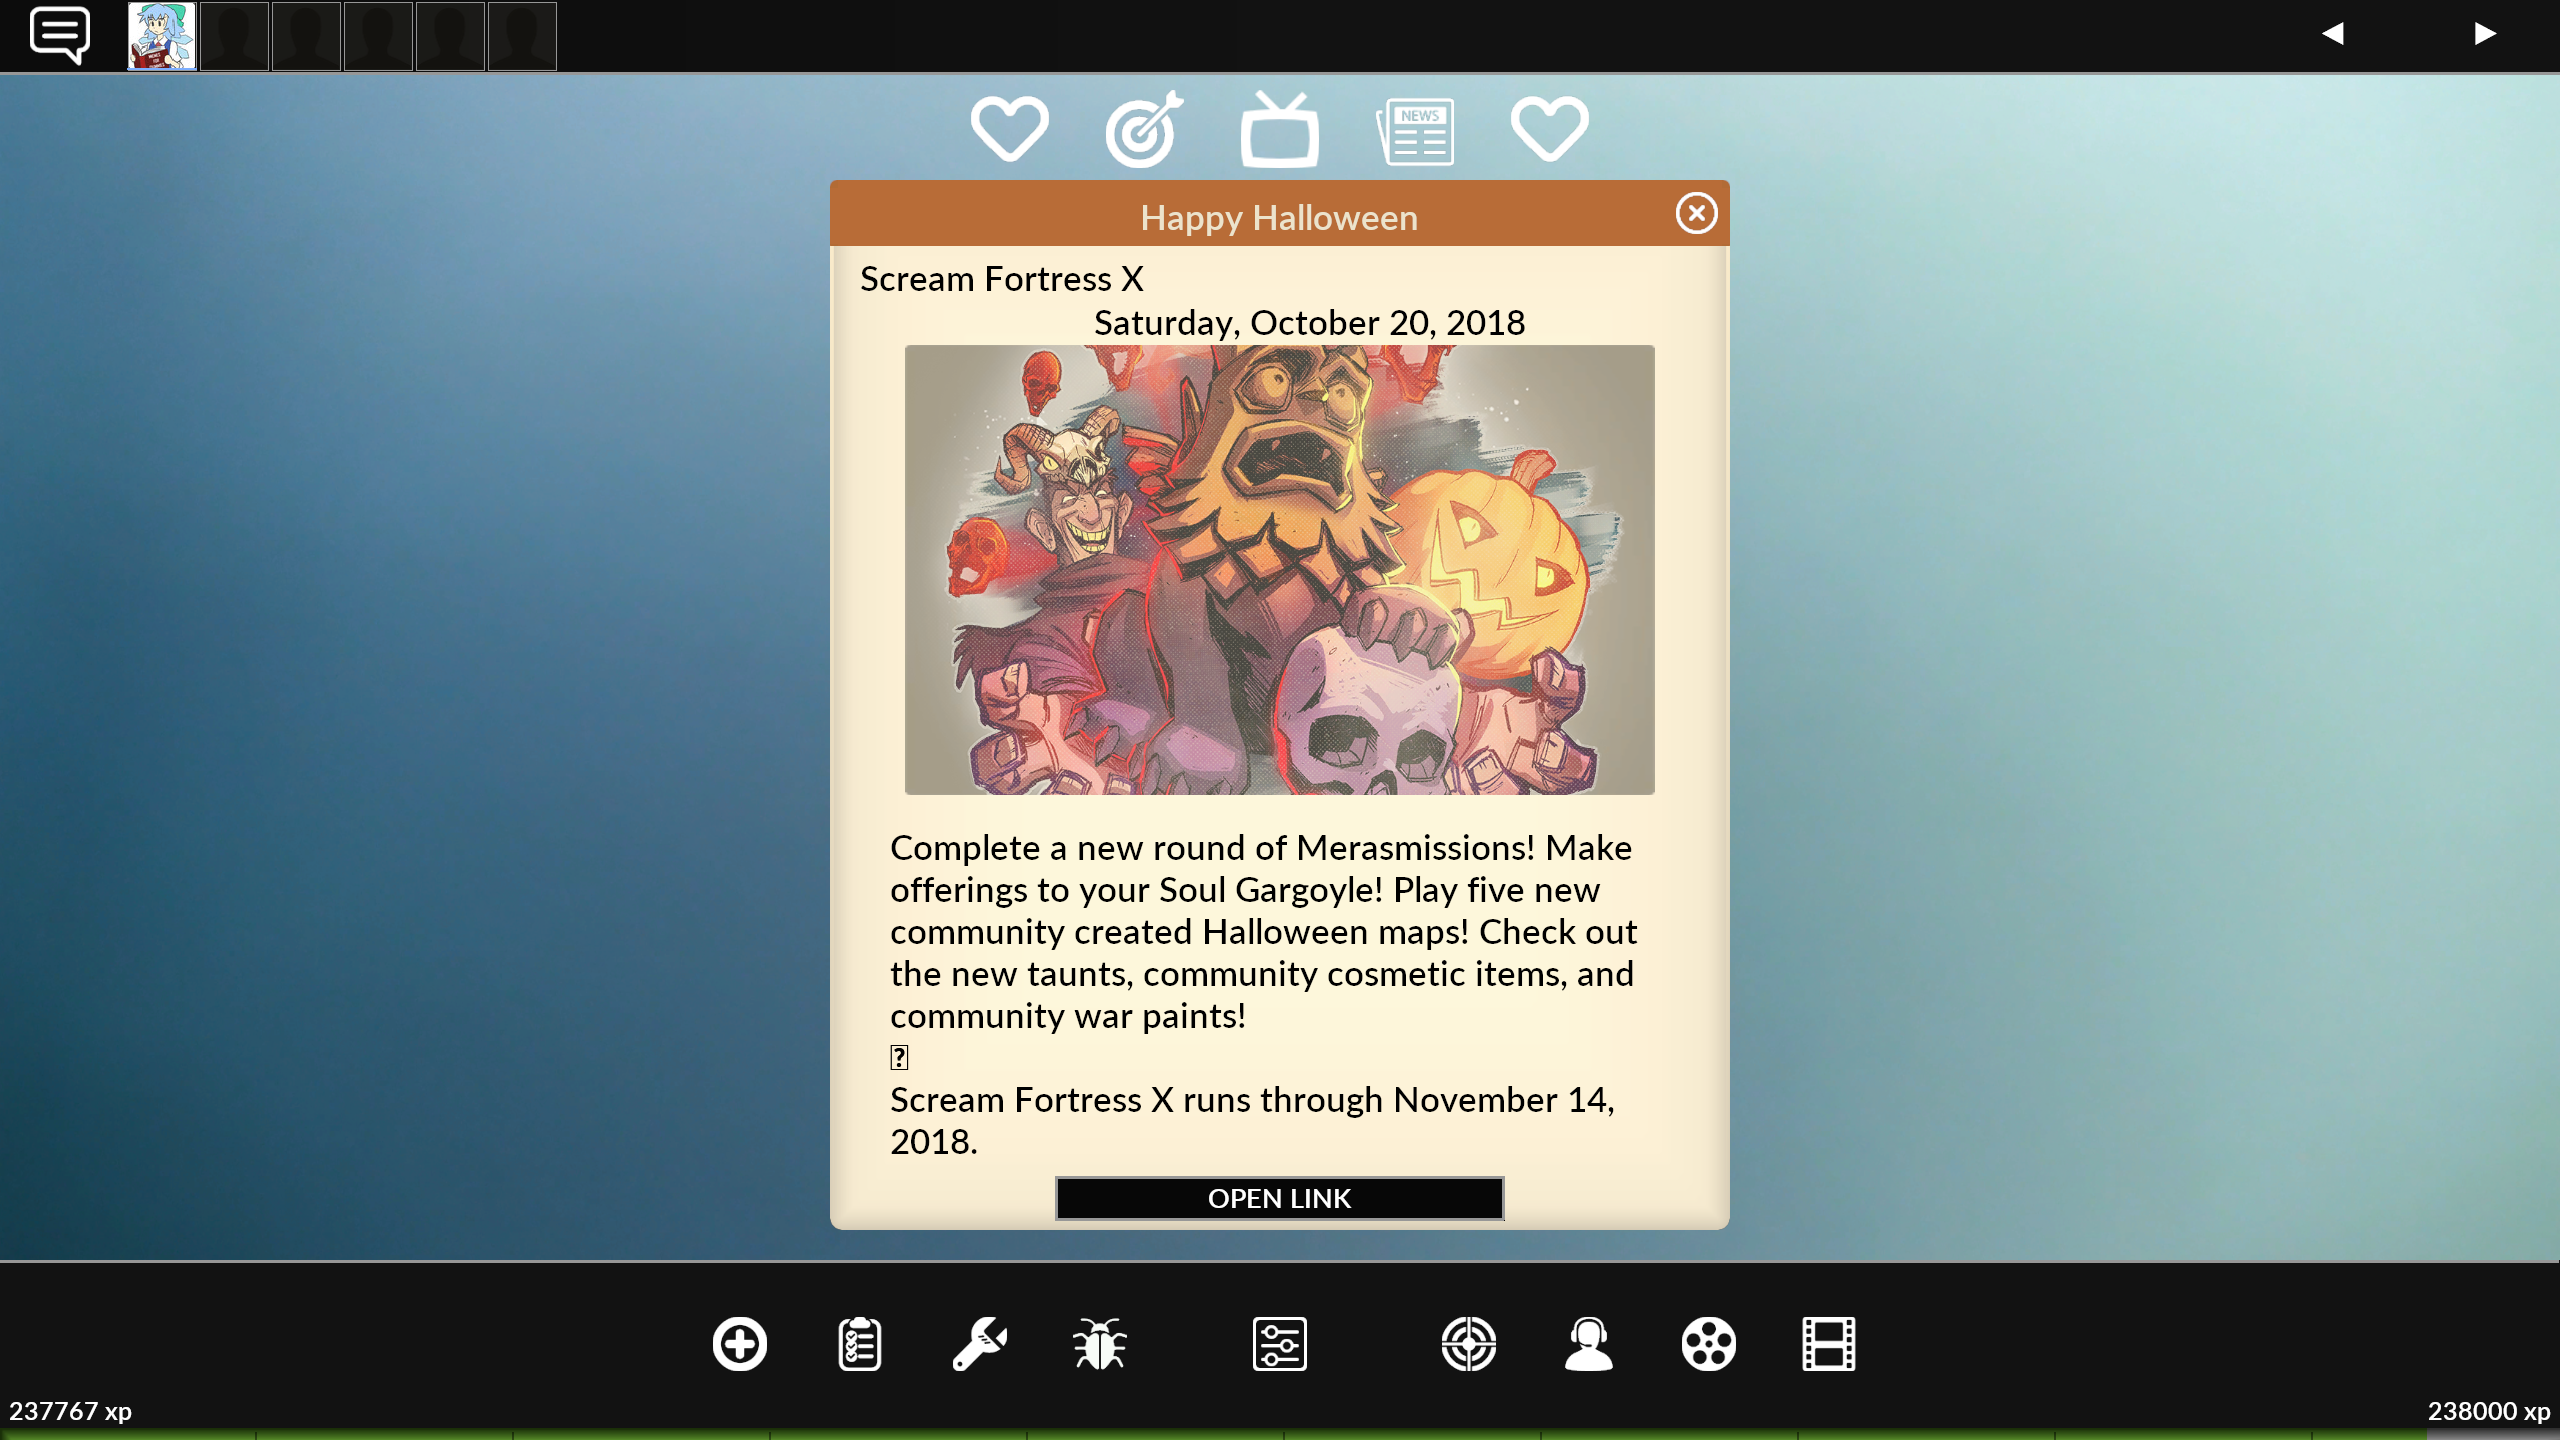 NEWS
Happy Halloween
Scream Fortress X
Saturday, October 20, 2018
Complete a new round of Merasmissions! Make
offerings to your Soul Gargoyle! Play five new
community created Halloween maps! Check out
the new taunts, community cosmetic items, and
community war paints!
Scream Fortress X runs through November 14,
2018.
OPEN LINK
237767 xp
238000 xp